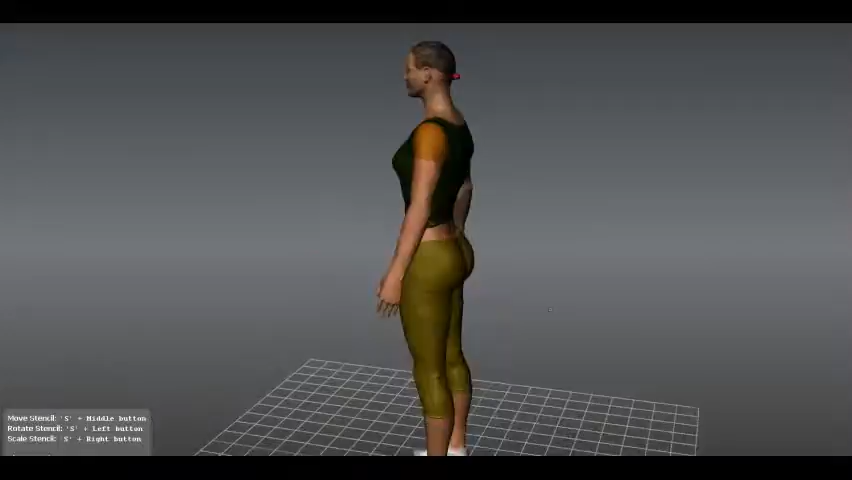 Move Stencil: 'S' + Middle button
Rotate Stencil: 'S' + Left button
Scale Stencil: 'S' + Right button